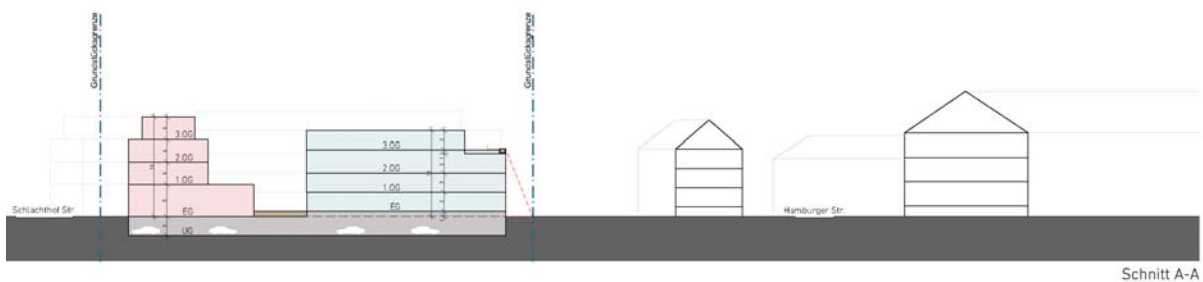 Grundstücksgrenze
Grundstücksgrenze
3.OG
2.OG
1.OG
EG
UG
3.OG
2.OG
1.OG
EG
Schlachthof Str.
Hamburger Str.
Schnitt A-A